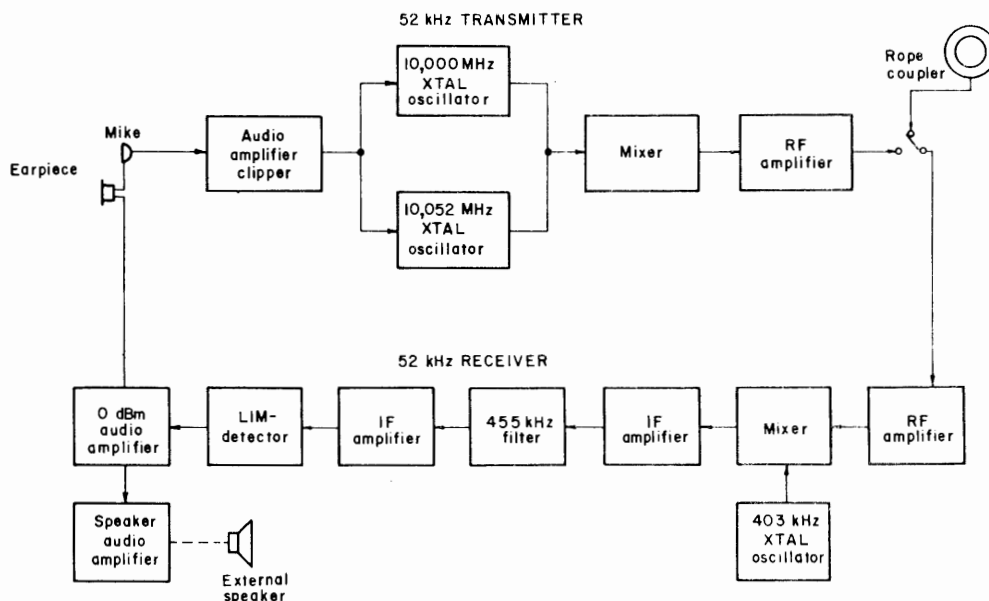 52 kHz TRANSMITTER
10,000 MHz
XTAL
oscillator
Rope
coupler
Mike
Earpiece
Audio
amplifier
clipper
Mixer
RF
amplifier
10,052 MHz
XTAL
oscillator
52 kHz RECEIVER
0 dBm
audio
amplifier
LIM-
detector
IF
amplifier
455 kHz
filter
IF
amplifier
Mixer
RF
amplifier
Speaker
audio
amplifier
403 kHz
XTAL
oscillator
External
speaker